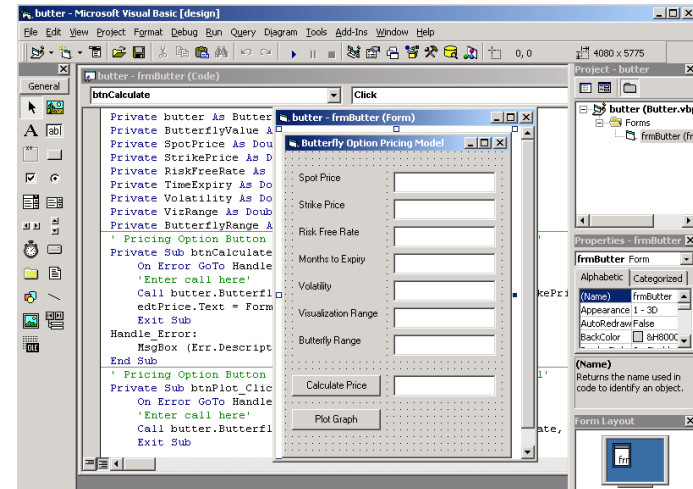 butter - Microsoft Visual Basic [design]
File Edit View Project Format Debug Run Query Diagram Tools Add-Ins Window Help
0, 0 4080 x 5775
General
butter - frmButter (Code)
btnCalculate Click
Private butter As Butter
Private ButterflyValue A
Private SpotPrice As Dou
Private StrikePrice As D
Private RiskFreeRate As
Private TimeExpiry As Do
Private Volatility As Do
Private VizRange As Doub
Private ButterflyRange A
' Pricing Option Button
Private Sub btnCalculate
On Error GoTo Handle
'Enter call here'
Call butter.Butterfl kePri
edtPrice.Text = Form
Exit Sub
Handle_Error:
MsgBox (Err.Descript
End Sub
' Pricing Option Button l'
Private Sub btnPlot_Clic
On Error GoTo Handle
'Enter call here'
Call butter.Butterfl ate,
Exit Sub
butter - frmButter (Form)
Butterfly Option Pricing Model
Spot Price
Strike Price
Risk Free Rate
Months to Expiy
Volatility
Visualization Range
Butterfly Range
Calculate Price
Plot Graph
Project - butter
butter (Butter.vb
Forms
frmButter (fr
Properties - frmButter
frmButter Form
Alphabetic Categorized
(Name) frmButter
Appearance 1 - 3D
AutoRedraw False
BackColor &H800C
(Name)
Returns the name used in
code to identify an object.
Form Layout
frr